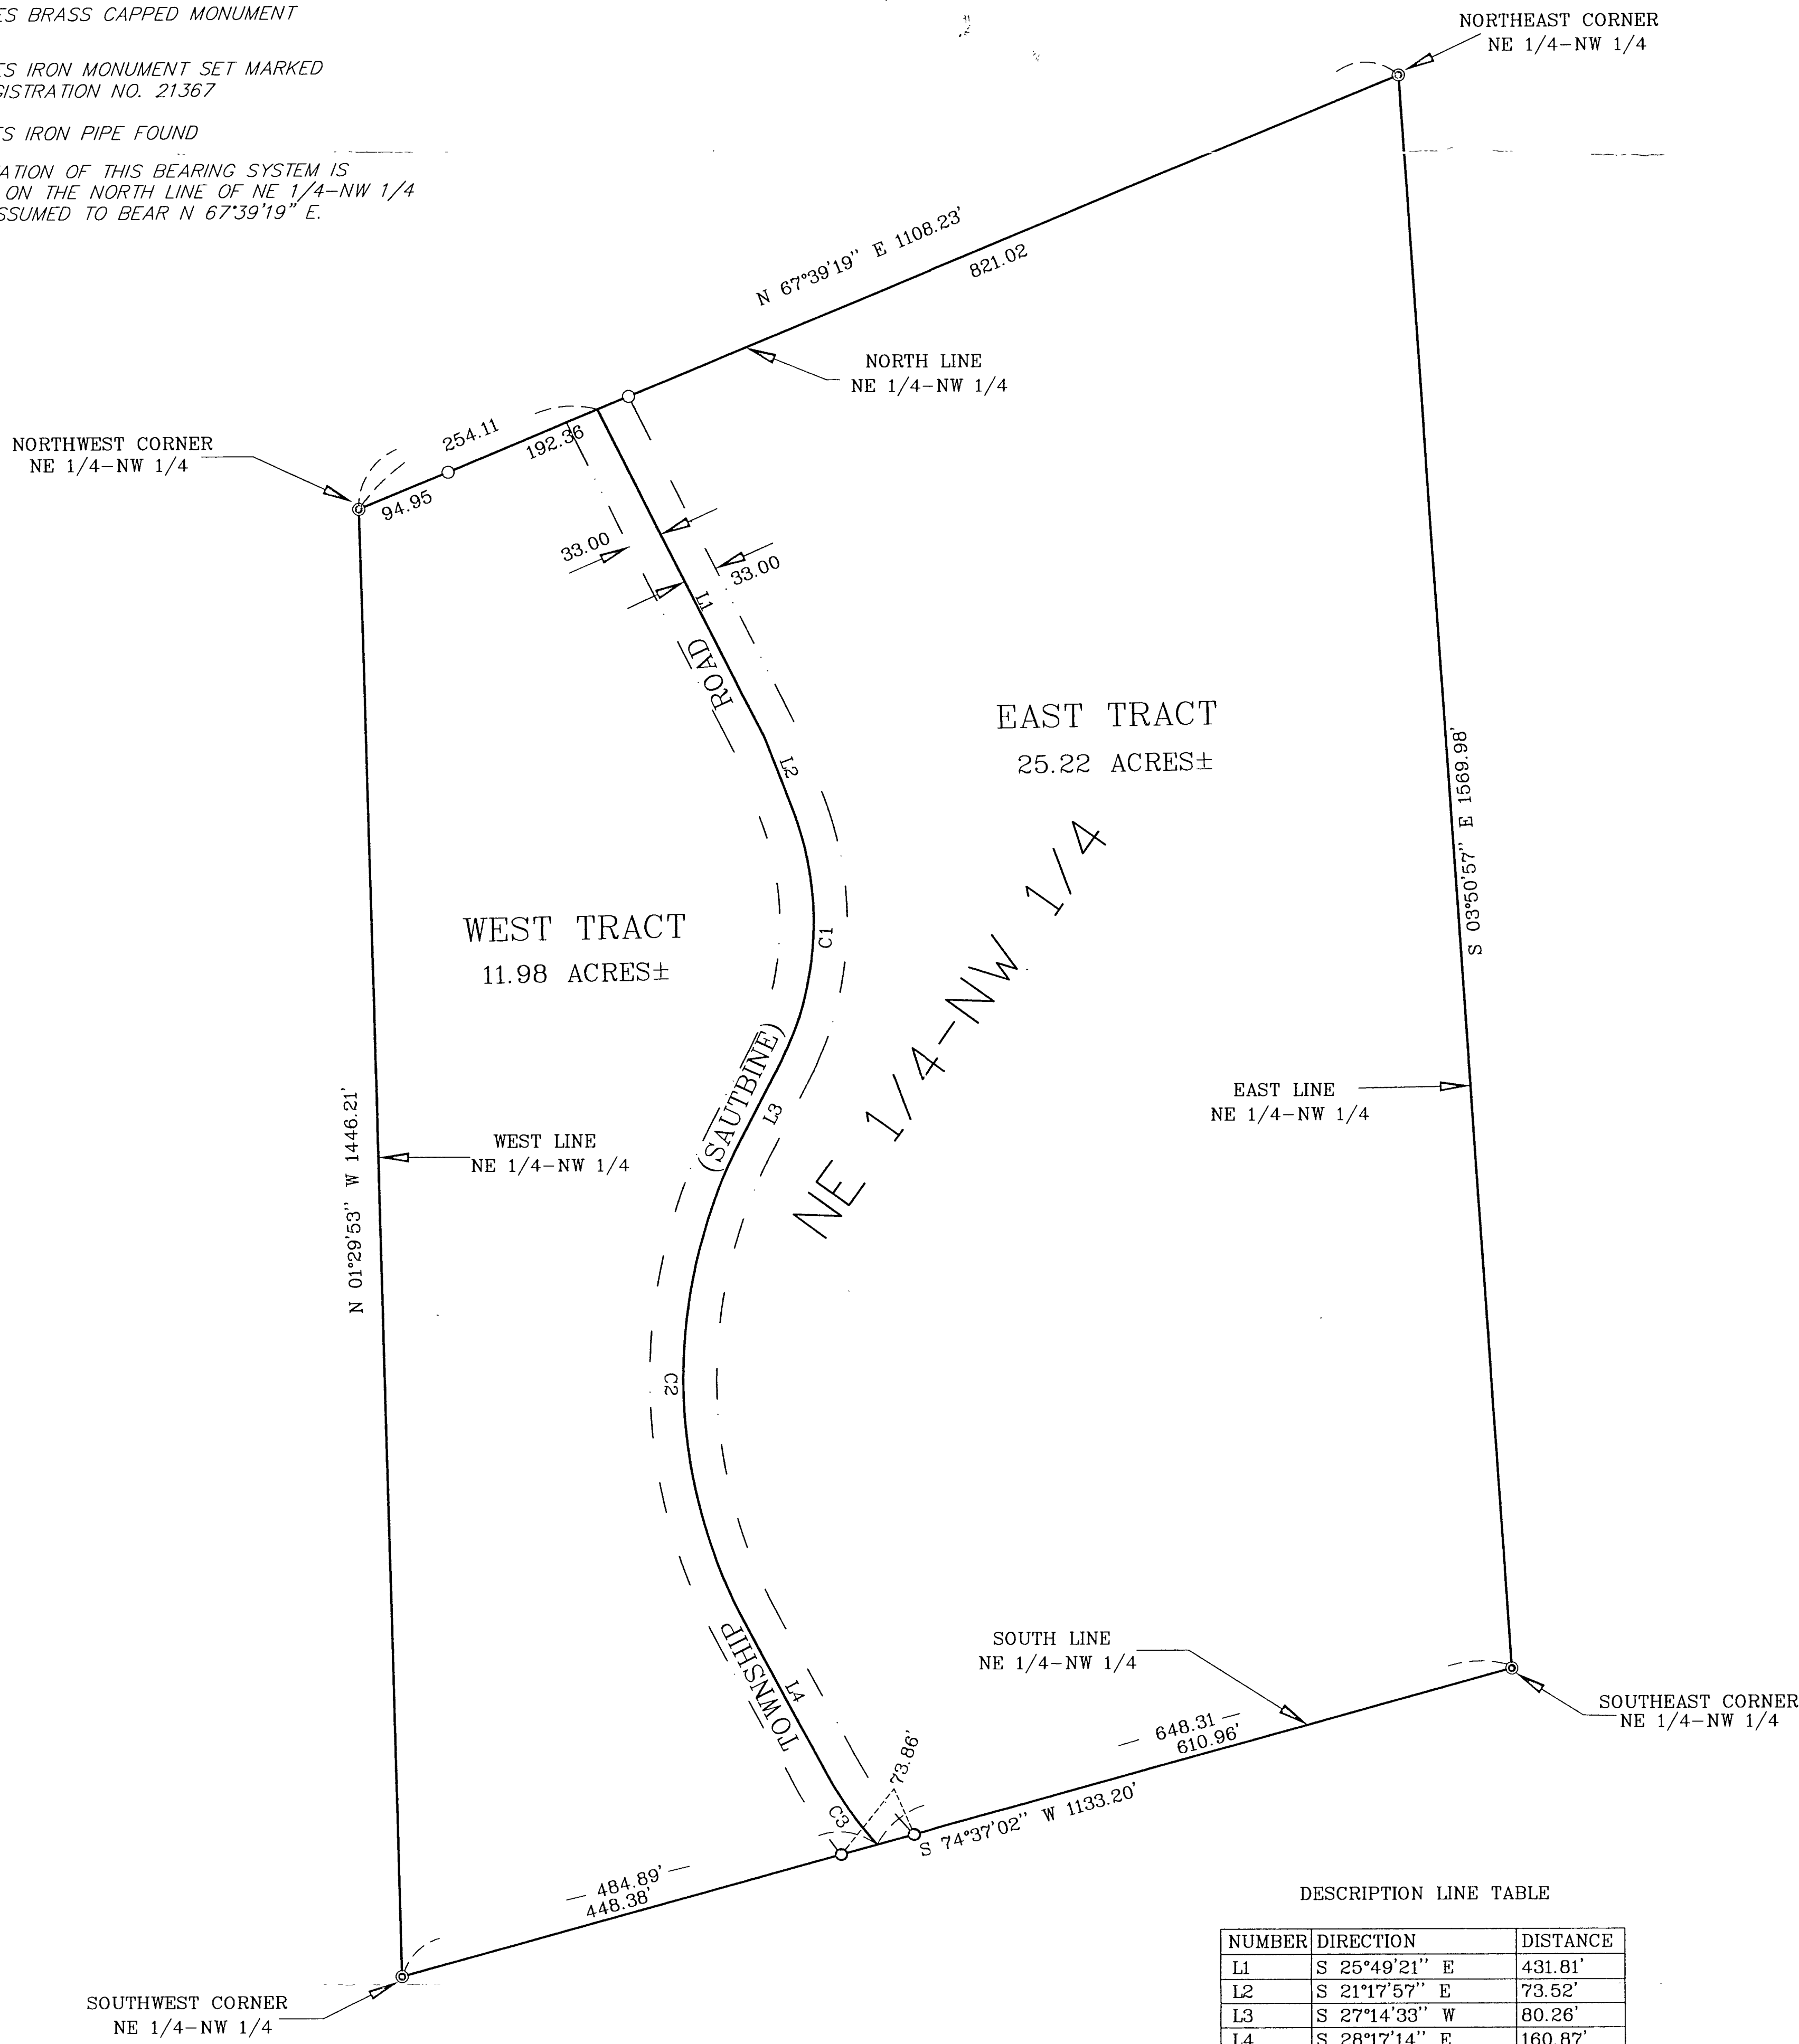 ES BRASS CAPPED MONUMENT
ES IRON MONUMENT SET MARKED
GISTRATION NO. 21367
ES IRON PIPE FOUND
ATION OF THIS BEARING SYSTEM IS
ON THE NORTH LINE OF NE 1/4-NW 1/4
SSUMED TO BEAR N 67°39'19" E.
NORTHEAST CORNER
NE 1/4-NW 1/4
N 67°39'19" E 1108.23'
821.02
NORTH LINE
NE 1/4-NW 1/4
NORTHWEST CORNER
NE 1/4-NW 1/4
254.11
192.36
94.95
33.00
33.00
L1
ROAD
L2
EAST TRACT
25.22 ACRES±
S 03°50'57" E 1569.98'
WEST TRACT
11.98 ACRES±
C1
NE 1/4-NW 1/4
(SAUTBINE)
L3
EAST LINE
NE 1/4-NW 1/4
N 01°29'53" W 1446.21'
WEST LINE
NE 1/4-NW 1/4
C2
TOWNSHIP
L4
SOUTH LINE
NE 1/4-NW 1/4
SOUTHEAST CORNER
NE 1/4-NW 1/4
648.31
610.96'
73.86'
C3
S 74°37'02" W 1133.20'
484.89'
448.38'
SOUTHWEST CORNER
NE 1/4-NW 1/4
DESCRIPTION LINE TABLE
NUMBER DIRECTION DISTANCE
L1 S 25°49'21" E 431.81'
L2 S 21°17'57" E 73.52'
L3 S 27°14'33" W 80.26'
L4 S 28°17'14" E 160.87'